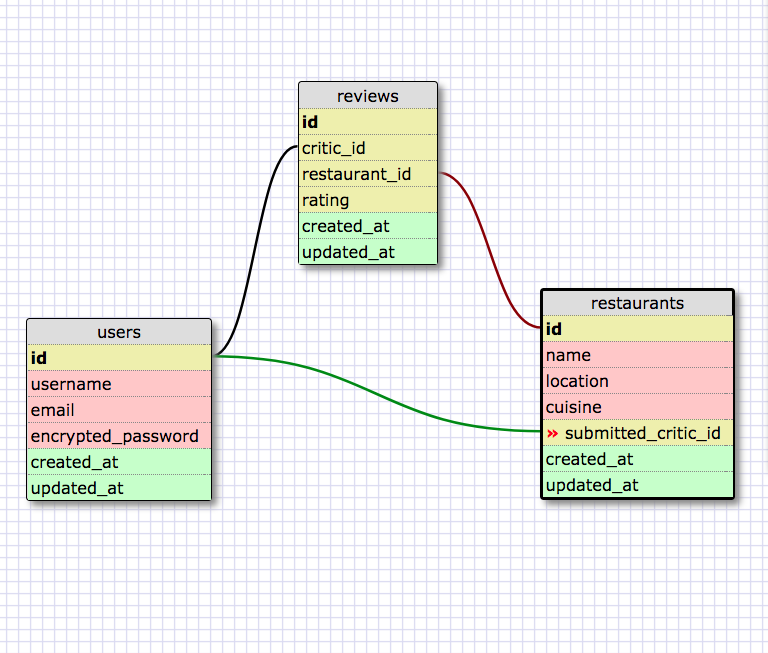 reviews
id
critic_id
restaurant_id
rating
created_at
updated_at
users
id
username
email
encrypted_password
created_at
updated_at
restaurants
id
name
location
cuisine
» submitted_critic_id
created_at
updated_at